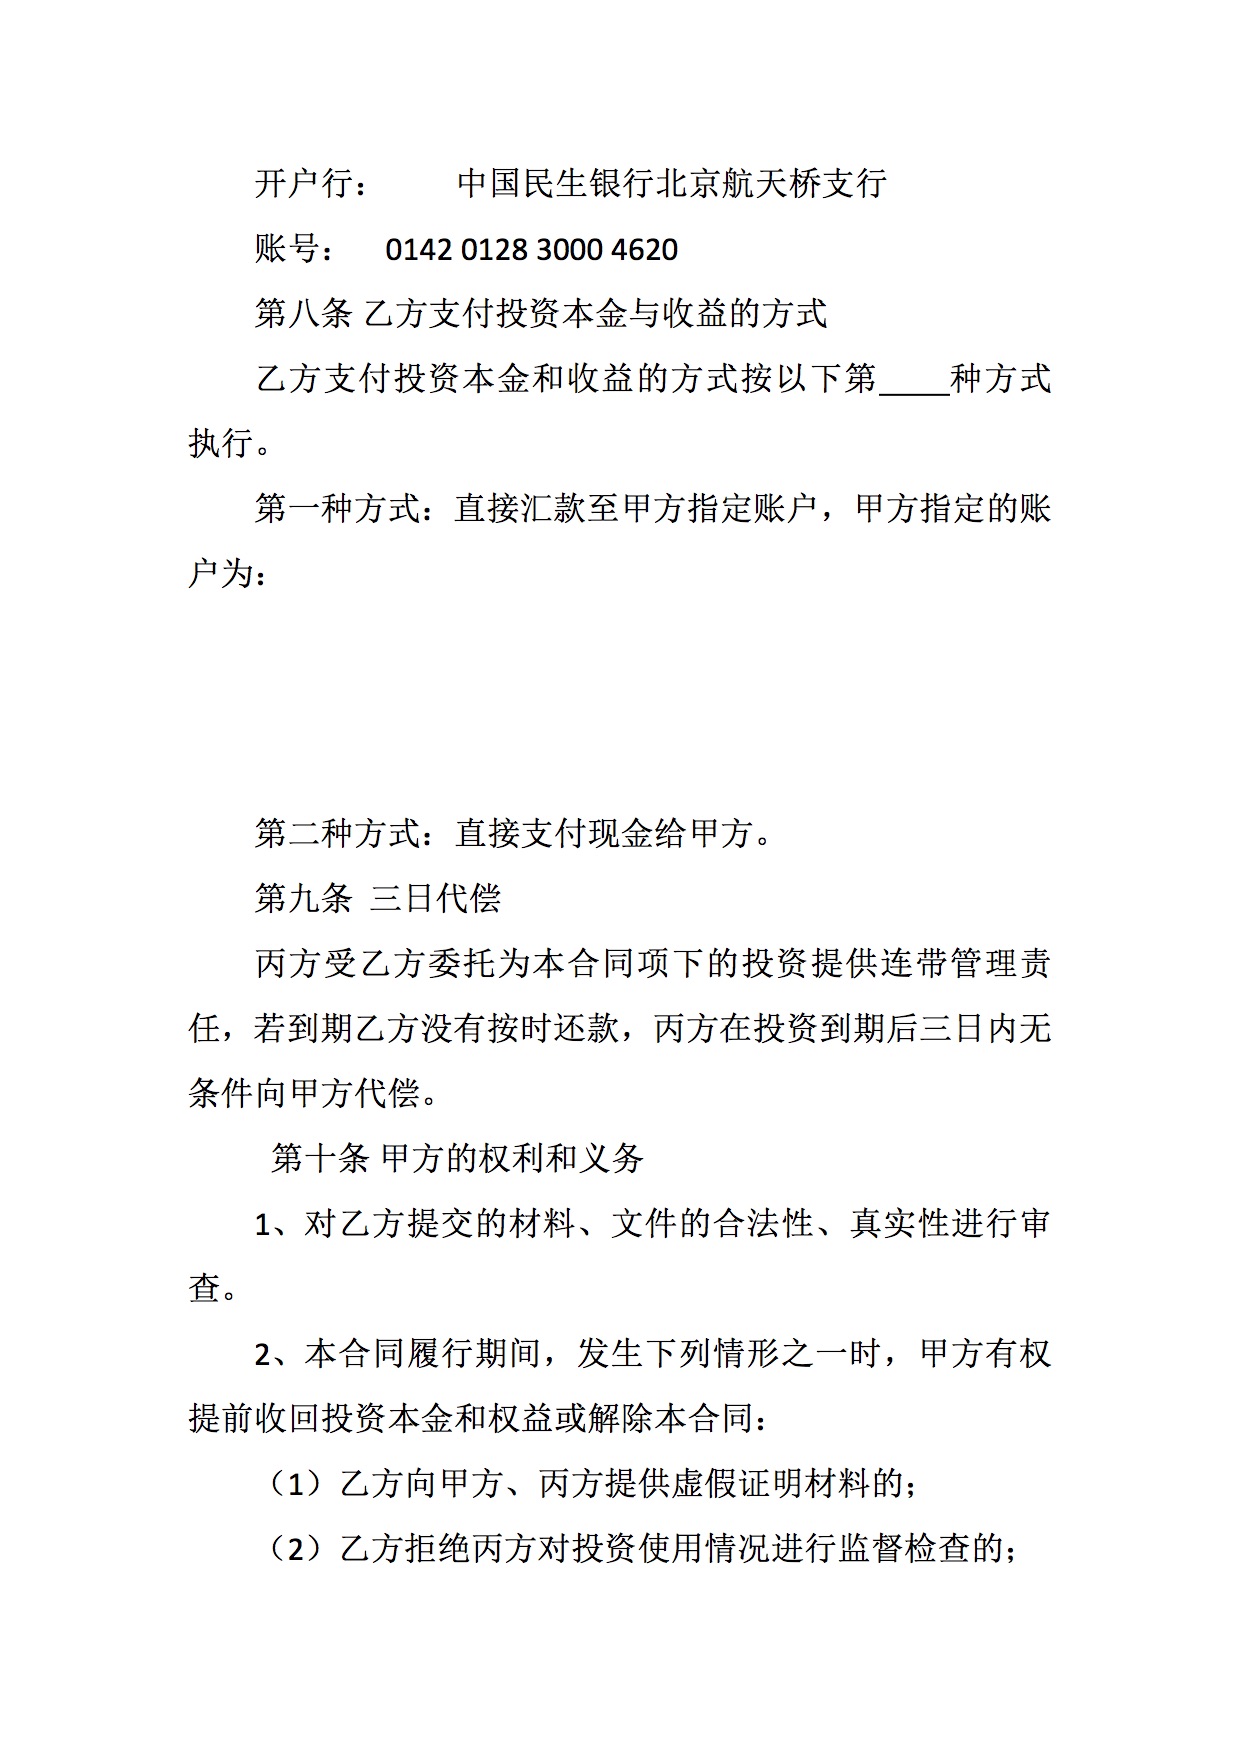 开户行： 中国民生银行北京航天桥支行
账号： 0142 0128 3000 4620
第八条 乙方支付投资本金与收益的方式
乙方支付投资本金和收益的方式按以下第____种方式
执行。
第一种方式：直接汇款至甲方指定账户，甲方指定的账
户为：
第二种方式：直接支付现金给甲方。
第九条 三日代偿
丙方受乙方委托为本合同项下的投资提供连带管理责
任，若到期乙方没有按时还款，丙方在投资到期后三日内无
条件向甲方代偿。
第十条 甲方的权利和义务
1、对乙方提交的材料、文件的合法性、真实性进行审
查。
2、本合同履行期间，发生下列情形之一时，甲方有权
提前收回投资本金和权益或解除本合同：
（1）乙方向甲方、丙方提供虚假证明材料的；
（2）乙方拒绝丙方对投资使用情况进行监督检查的；